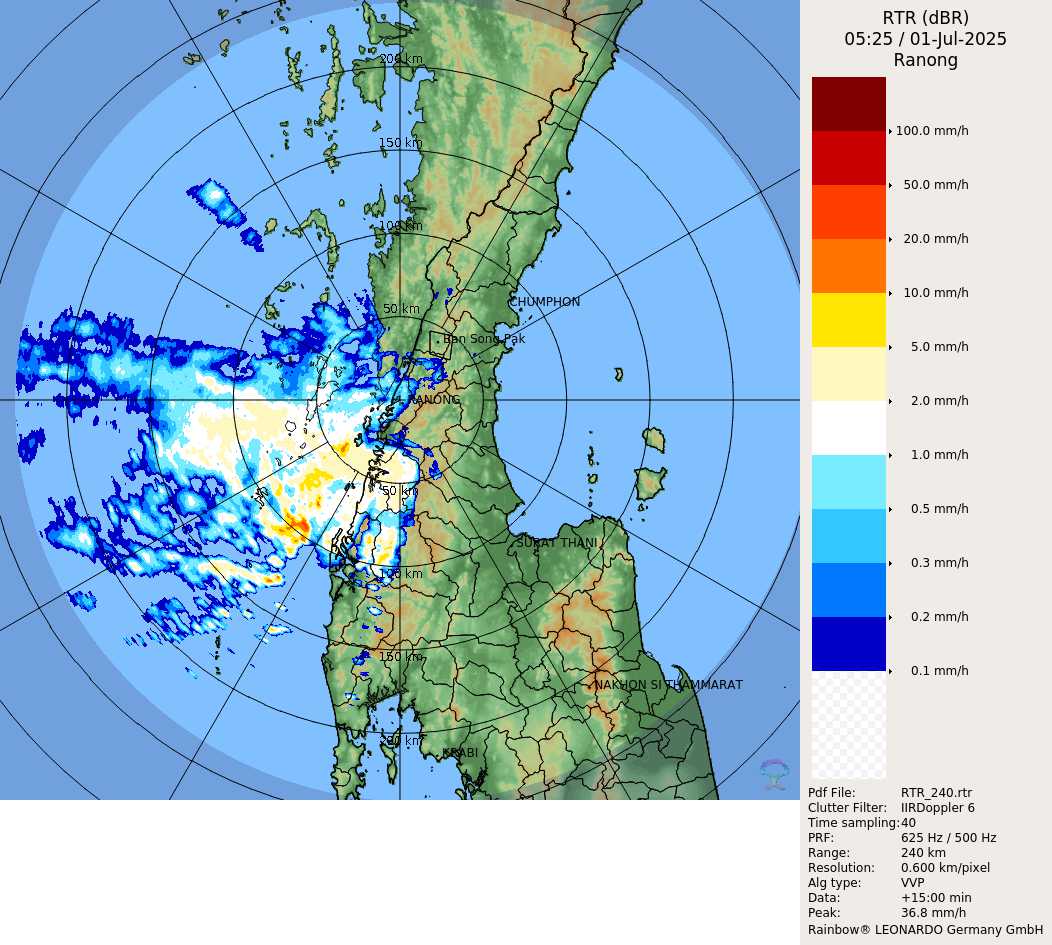 RTR (dBR)
05:25 / 01-Jul-2025
Ranong
100.0 mm/h
50.0 mm/h
20.0 mm/h
10.0 mm/h
5.0 mm/h
2.0 mm/h
1.0 mm/h
0.5 mm/h
0.3 mm/h
0.2 mm/h
0.1 mm/h
Pdf File: RTR_240.rtr
Clutter Filter: IIRDoppler 6
Time sampling: 40
PRF: 625 Hz / 500 Hz
Range: 240 km
Resolution: 0.600 km/pixel
Alg type: VVP
Data: +15:00 min
Peak: 36.8 mm/h
Rainbow® LEONARDO Germany GmbH
200 km
150 km
100 km
CHUMPHON
50 km
Ban Song Pak
RANONG
50 km
SURAT THANI
100 km
150 km
NAKHON SI THAMMARAT
200 km
KRABI